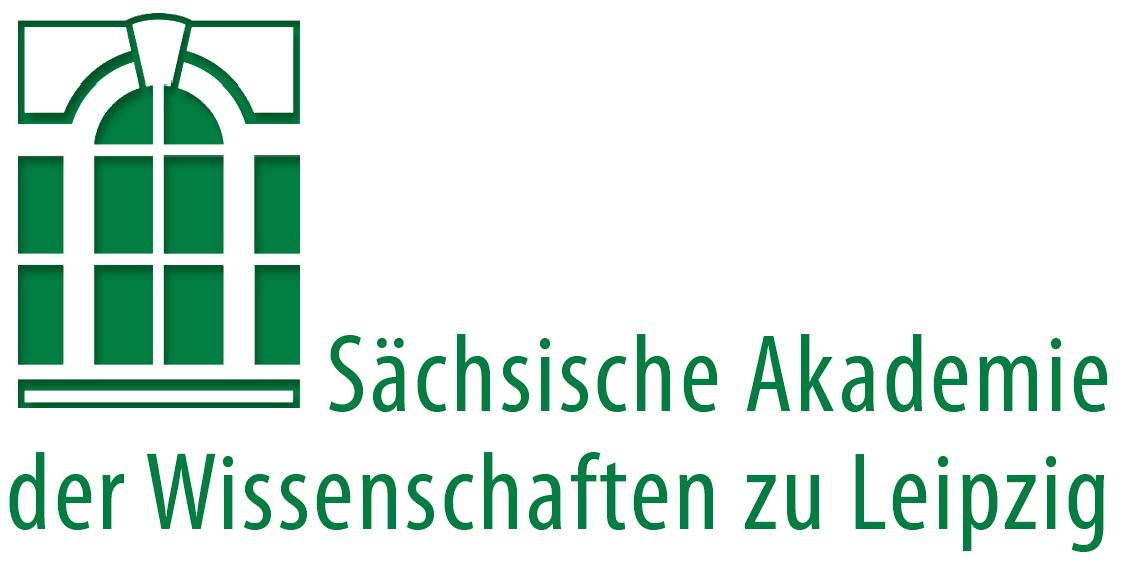 Sächsische Akademie
der Wissenschaften zu Leipzig